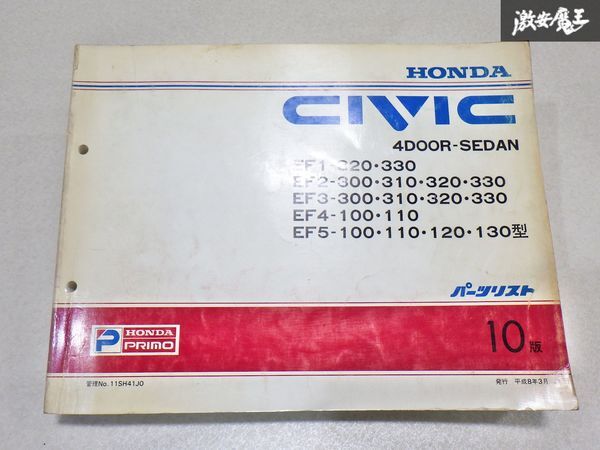 激安魔王
HONDA
CIVIC
4DOOR-SEDAN
EF1-320・330
EF2-300・310・320・330
EF3-300・310・320・330
EF4-100・110
EF5-100・110・120・130型
パーツリスト
P HONDA
PRIMO
10版
管理No.11SH41J0
発行 平成8年3月